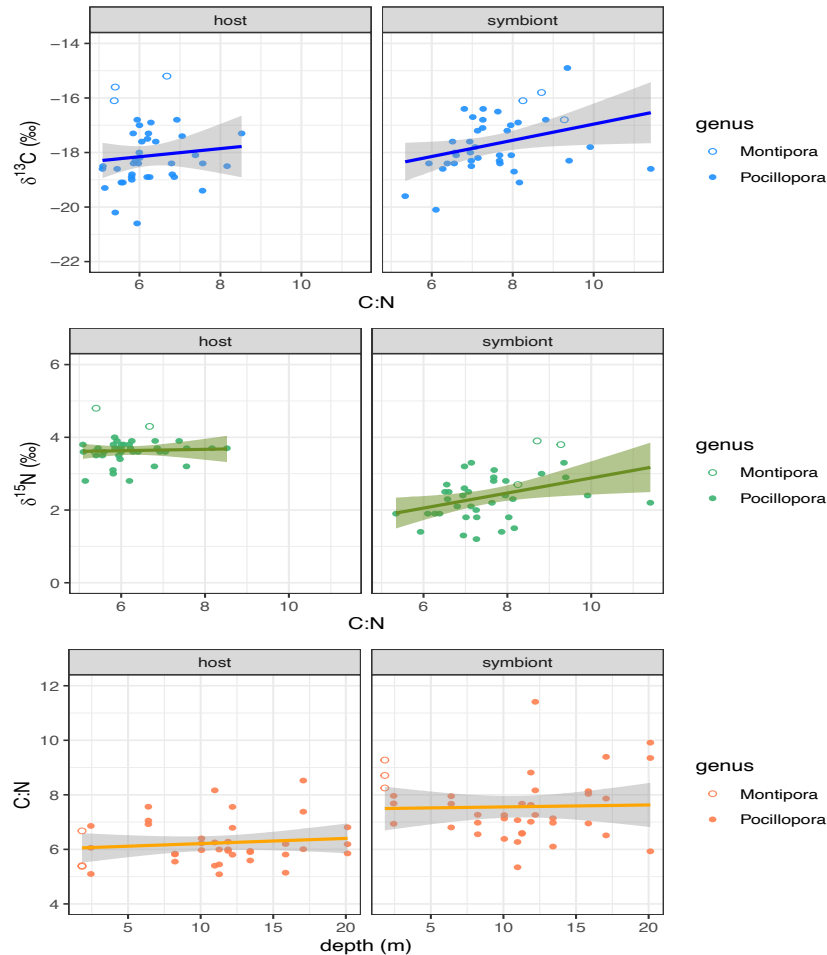 host symbiont
−14
−16
−18
−20
−22
δ¹³C (‰)
6 8 10 6 8 10
C:N
genus
Montipora
Pocillopora
host symbiont
6
4
2
0
δ¹⁵N (‰)
6 8 10 6 8 10
C:N
genus
Montipora
Pocillopora
host symbiont
12
10
8
6
4
C:N
5 10 15 20 5 10 15 20
depth (m)
genus
Montipora
Pocillopora